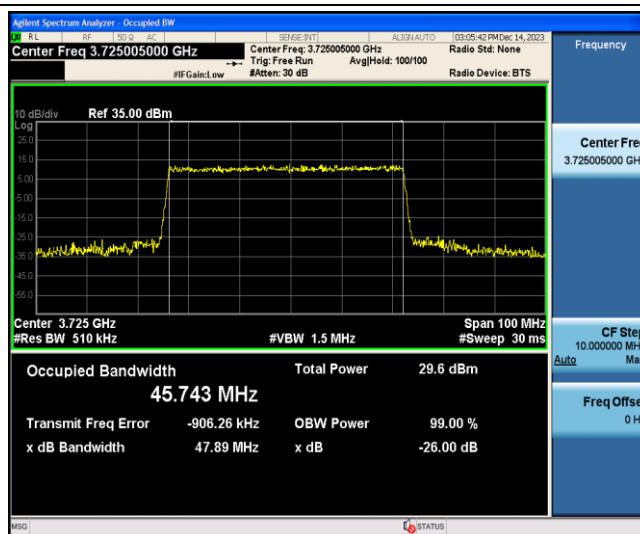 Agilent Spectrum Analyzer - Occupied BW
RL RF 50 Ω AC SENSE:INT ALIGNAUTO 03:05:42 PM Dec 14, 2023
Center Freq 3.725005000 GHz
Center Freq: 3.725005000 GHz Radio Std: None
Trig: Free Run Avg|Hold: 100/100
#IFGain:Low #Atten: 30 dB Radio Device: BTS
10 dB/div Ref 35.00 dBm
Log
25.0
15.0
5.00
-5.00
-15.0
-25.0
-35.0
-45.0
-55.0
Center 3.725 GHz Span 100 MHz
#Res BW 510 kHz #VBW 1.5 MHz #Sweep 30 ms
Occupied Bandwidth Total Power 29.6 dBm
45.743 MHz
Transmit Freq Error -906.26 kHz OBW Power 99.00 %
x dB Bandwidth 47.89 MHz x dB -26.00 dB
MSG STATUS
Frequency
Center Fre
3.725005000 GH
CF Ste
10.000000 MH
Auto Ma
Freq Offse
0 H